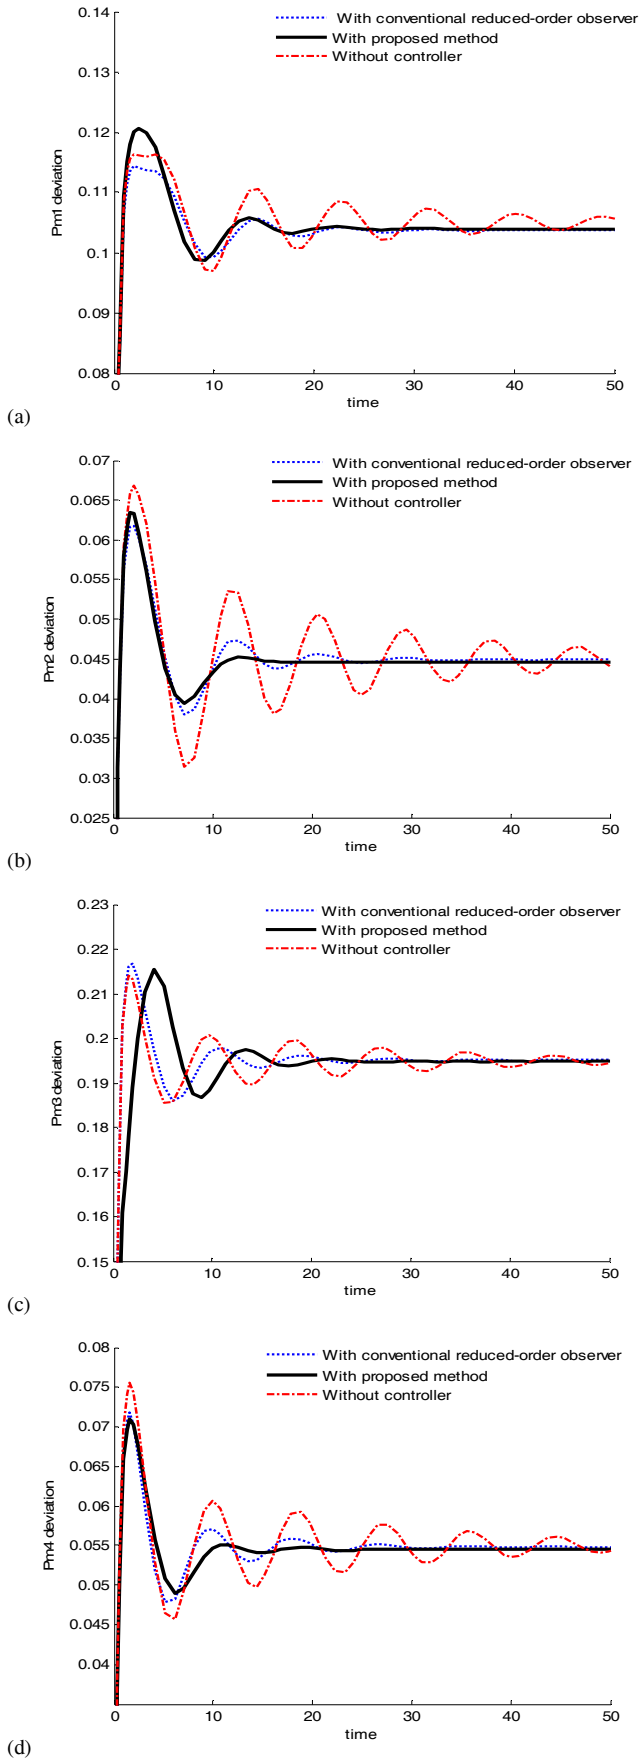 0.14
With conventional reduced-order observer
With proposed method
Without controller
0.13
0.12
0.11
0.1
0.09
0.08
Pm1 deviation
0 10 20 30 40 50
time
(a)
0.07
With conventional reduced-order observer
With proposed method
Without controller
0.065
0.06
0.055
0.05
0.045
0.04
0.035
0.03
0.025
Pm2 deviation
0 10 20 30 40 50
time
(b)
0.23
With conventional reduced-order observer
With proposed method
Without controller
0.22
0.21
0.2
0.19
0.18
0.17
0.16
0.15
Pm3 deviation
0 10 20 30 40 50
time
(c)
0.08
With conventional reduced-order observer
With proposed method
Without controller
0.075
0.07
0.065
0.06
0.055
0.05
0.045
0.04
Pm4 deviation
0 10 20 30 40 50
time
(d)